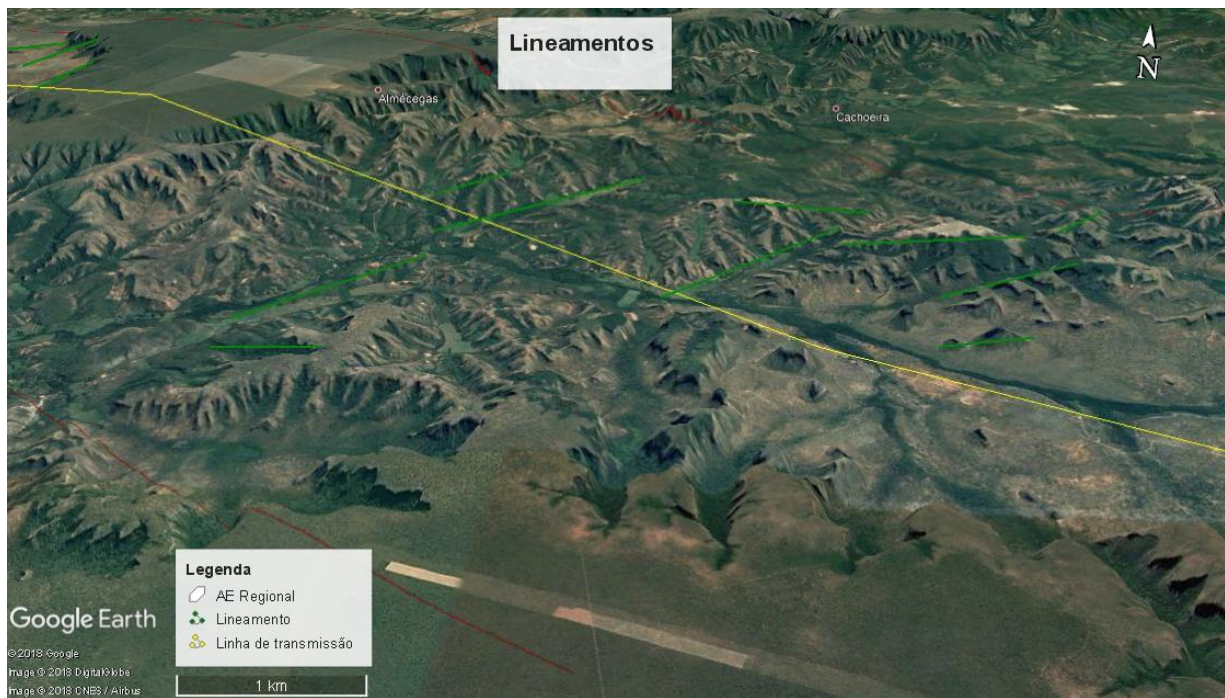 Lineamentos
N
Almécegas
Cachoeira
Legenda
AE Regional
Lineamento
Linha de transmissão
Google Earth
©2018 Google
Image © 2018 DigitalGlobe
Image © 2018 CNES / Airbus
1 km